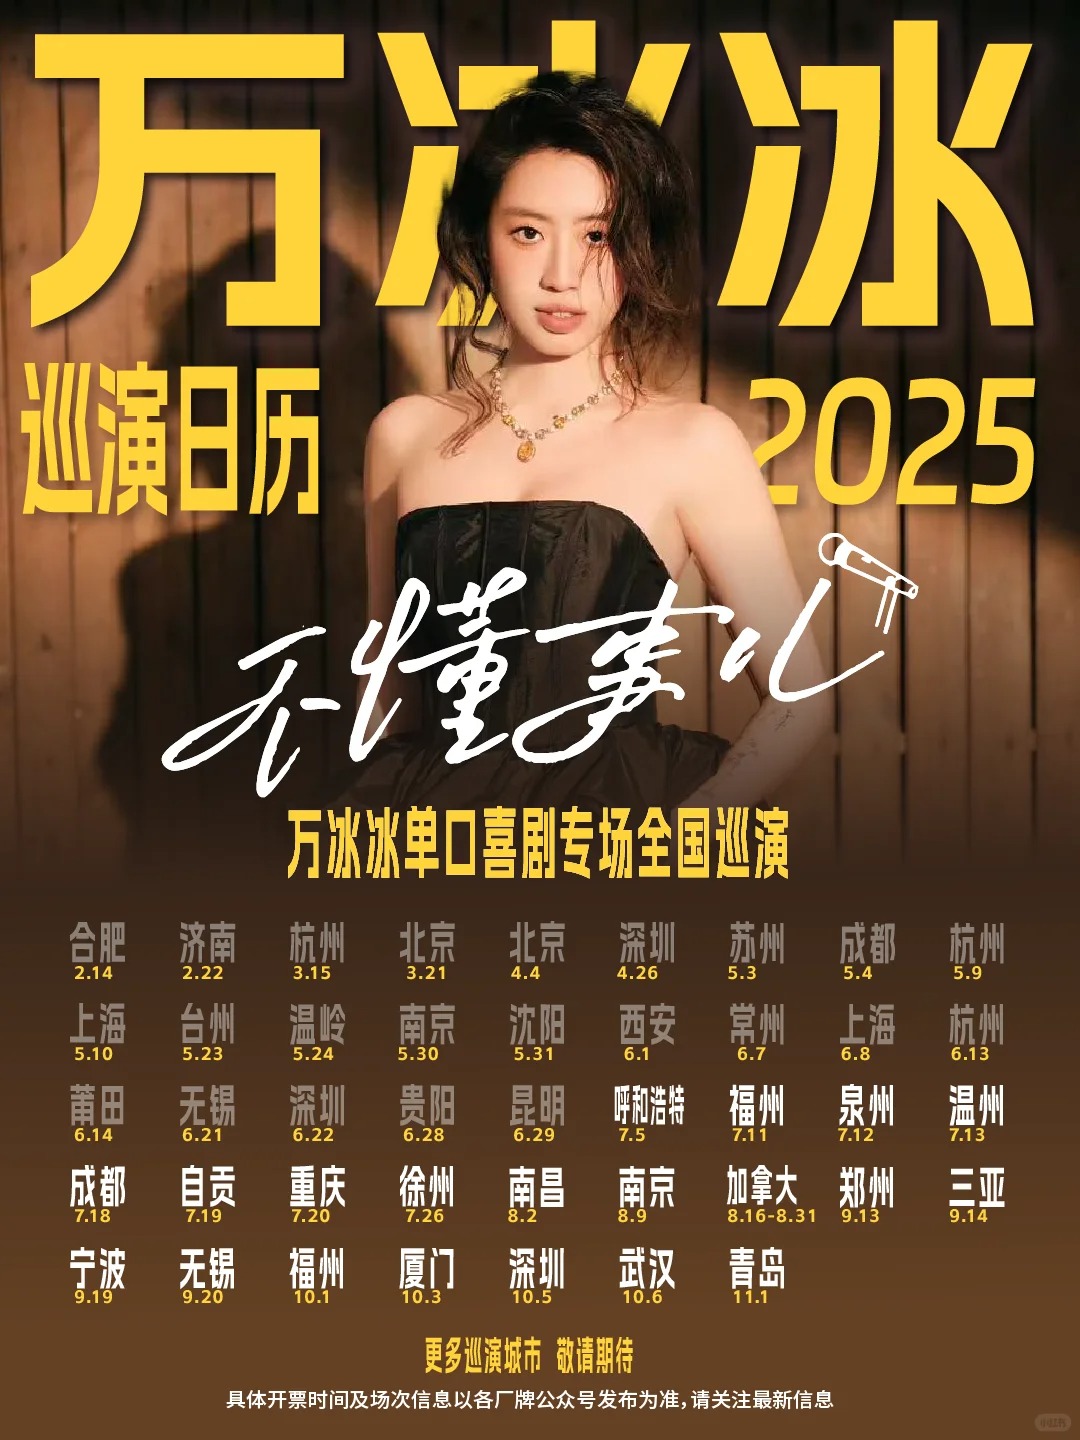 万冰冰
巡演日历 2025
不懂事儿
万冰冰单口喜剧专场全国巡演
合肥 济南 杭州 北京 北京 深圳 苏州 成都 杭州
2.14 2.22 3.15 3.21 4.4 4.26 5.3 5.4 5.9
上海 台州 温岭 南京 沈阳 西安 常州 上海 杭州
5.10 5.23 5.24 5.30 5.31 6.1 6.7 6.8 6.13
莆田 无锡 深圳 贵阳 昆明 呼和浩特 福州 泉州 温州
6.14 6.21 6.22 6.28 6.29 7.5 7.11 7.12 7.13
成都 自贡 重庆 徐州 南昌 南京 加拿大 郑州 三亚
7.18 7.19 7.20 7.26 8.2 8.9 8.16-8.31 9.13 9.14
宁波 无锡 福州 厦门 深圳 武汉 青岛
9.19 9.20 10.1 10.3 10.5 10.6 11.1
更多巡演城市 敬请期待
具体开票时间及场次信息以各厂牌公众号发布为准,请关注最新信息
小红书